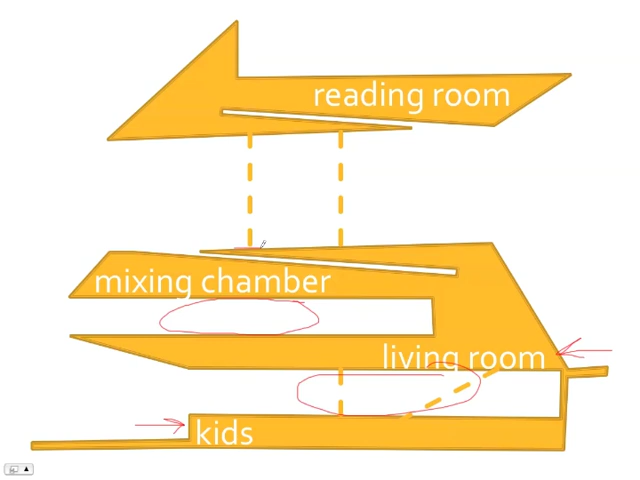 reading room
mixing chamber
living room
kids